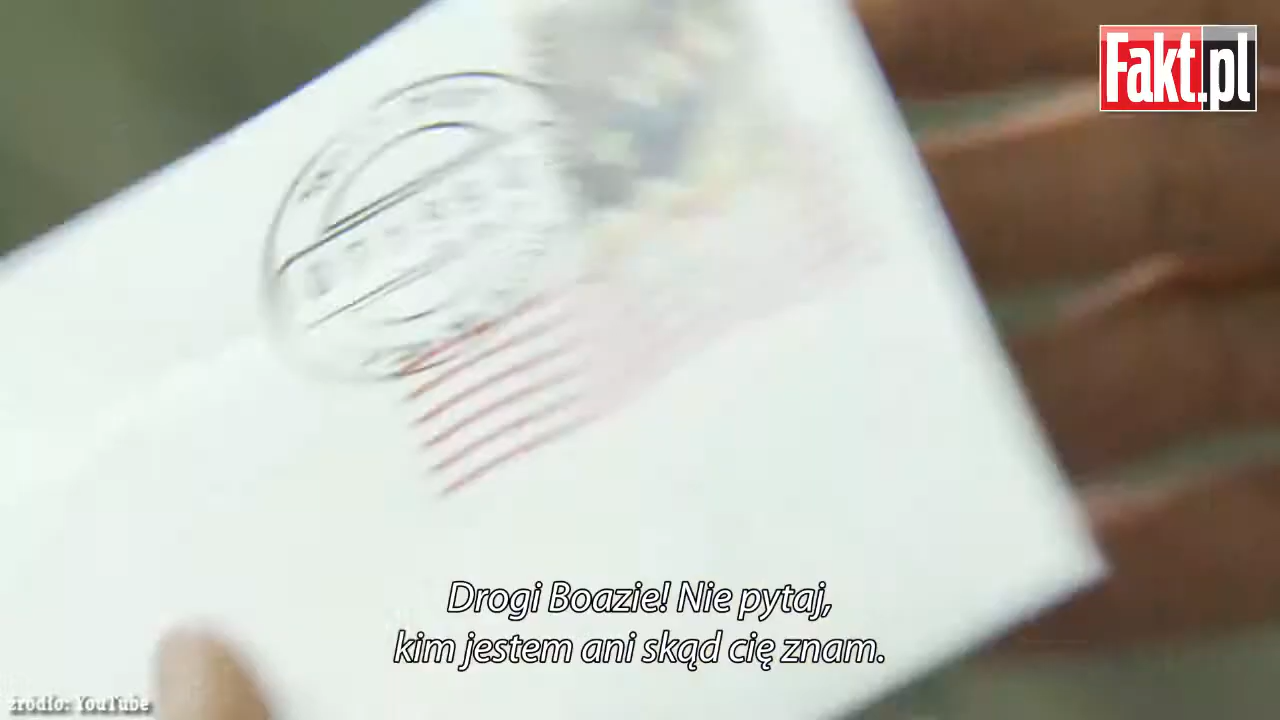 Fakt.pl
Drogi Boazie! Nie pytaj,
kim jestem ani skąd cię znam.
źródło: YouTube